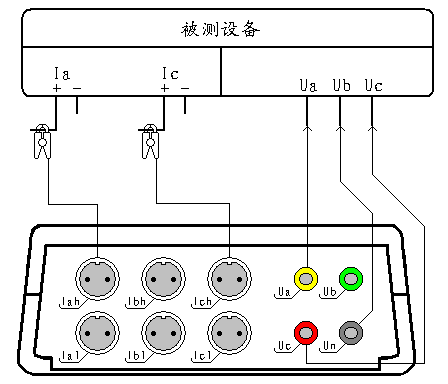 被测设备
Ia Ic
+ - + - Ua Ub Uc
Iah Ibh Ich Ua Ub
Ial Ibl Icl Uc Un